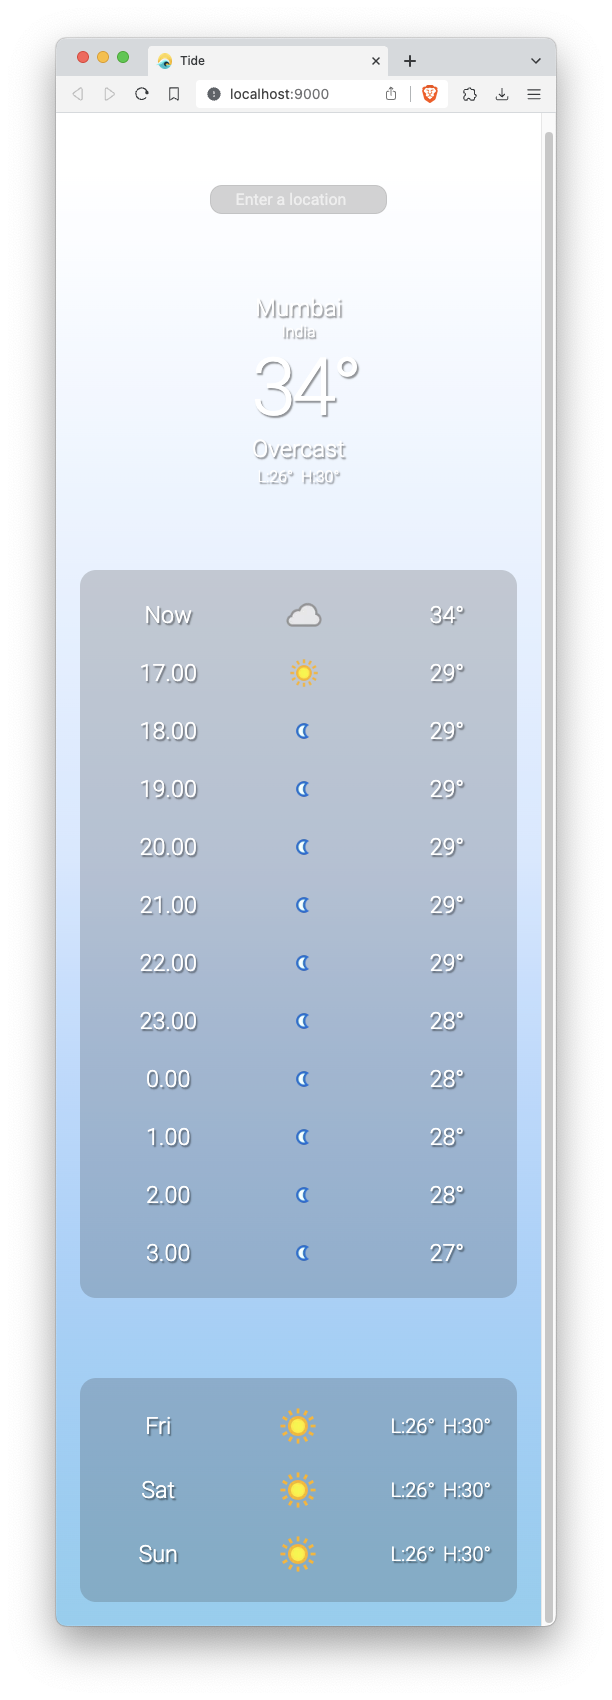 Tide
localhost:9000
Enter a location
Mumbai
India
34°
Overcast
L:26° H:30°
Now 34°
17.00 29°
18.00 29°
19.00 29°
20.00 29°
21.00 29°
22.00 29°
23.00 28°
0.00 28°
1.00 28°
2.00 28°
3.00 27°
Fri L:26° H:30°
Sat L:26° H:30°
Sun L:26° H:30°